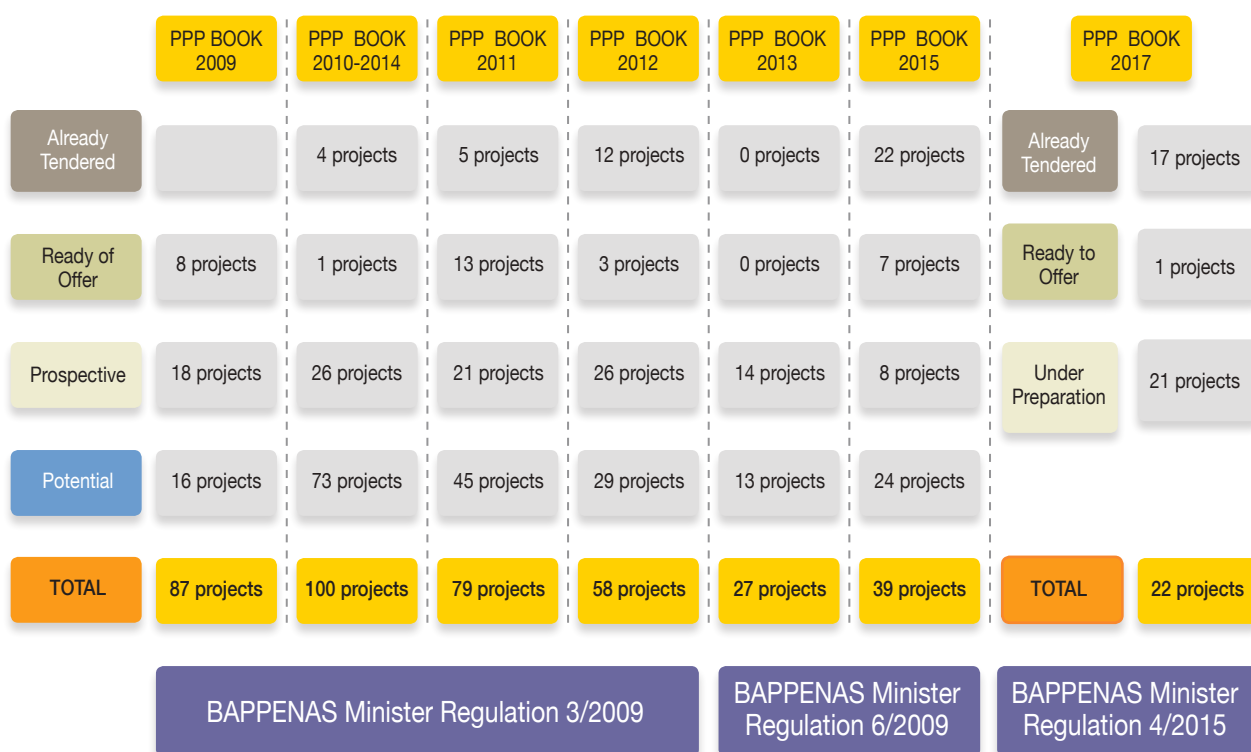 PPP BOOK
2009
PPP BOOK
2010-2014
PPP BOOK
2011
PPP BOOK
2012
PPP BOOK
2013
PPP BOOK
2015
PPP BOOK
2017
Already
Tendered
4 projects
5 projects
12 projects
0 projects
22 projects
Already
Tendered
17 projects
Ready of
Offer
8 projects
1 projects
13 projects
3 projects
0 projects
7 projects
Ready to
Offer
1 projects
Prospective
18 projects
26 projects
21 projects
26 projects
14 projects
8 projects
Under
Preparation
21 projects
Potential
16 projects
73 projects
45 projects
29 projects
13 projects
24 projects
TOTAL
87 projects
100 projects
79 projects
58 projects
27 projects
39 projects
TOTAL
22 projects
BAPPENAS Minister Regulation 3/2009
BAPPENAS Minister
Regulation 6/2009
BAPPENAS Minister
Regulation 4/2015